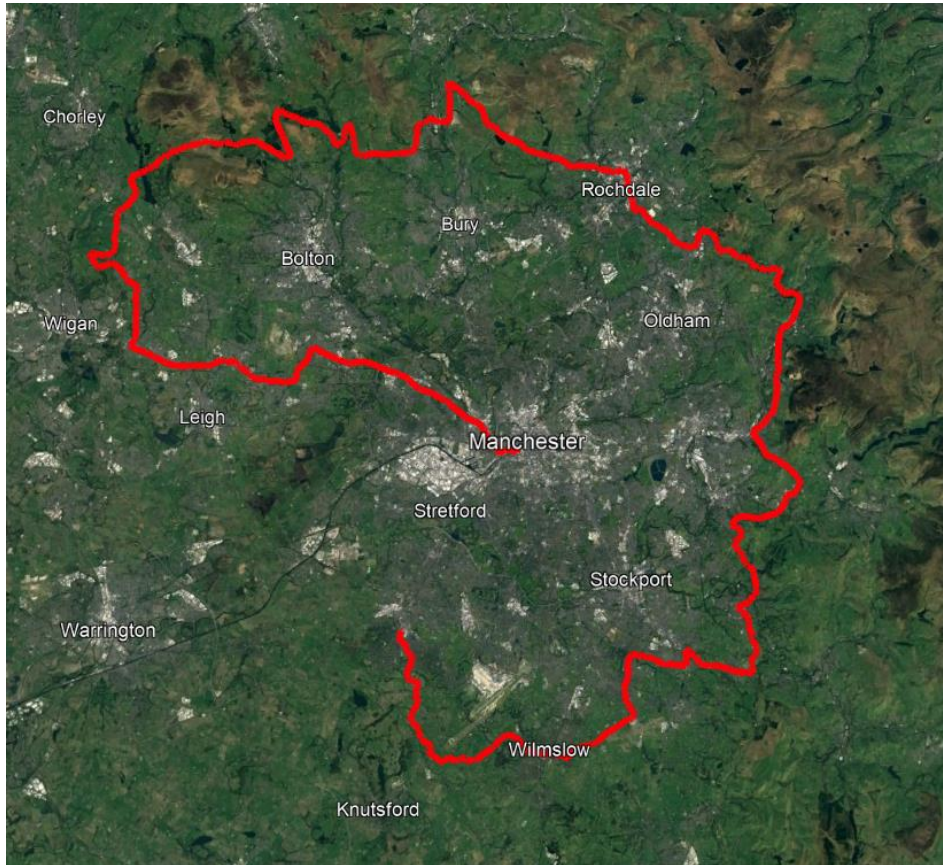 Chorley
Rochdale
Bury
Bolton
Wigan
Oldham
Leigh
Manchester
Stretford
Stockport
Warrington
Wilmslow
Knutsford